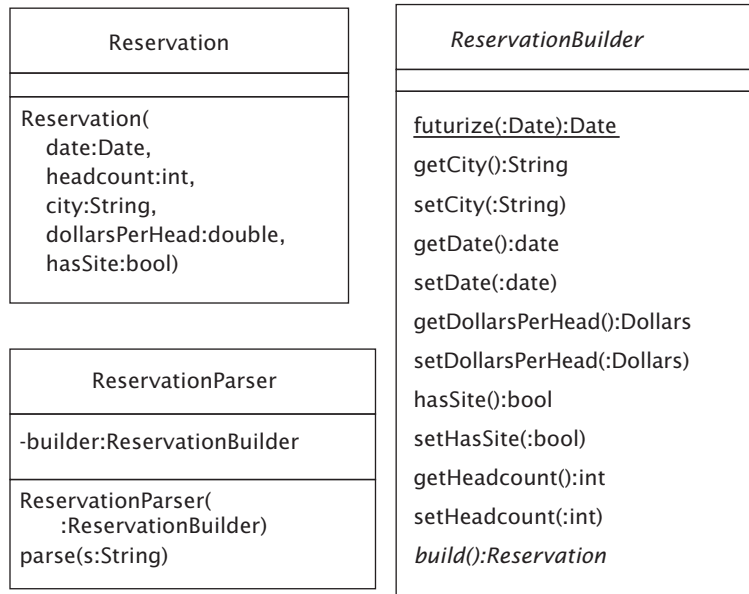 Reservation
Reservation(
date:Date,
headcount:int,
city:String,
dollarsPerHead:double,
hasSite:bool)
ReservationParser
-builder:ReservationBuilder
ReservationParser(
:ReservationBuilder)
parse(s:String)
ReservationBuilder
futurize(:Date):Date
getCity():String
setCity(:String)
getDate():date
setDate(:date)
getDollarsPerHead():Dollars
setDollarsPerHead(:Dollars)
hasSite():bool
setHasSite(:bool)
getHeadcount():int
setHeadcount(:int)
build():Reservation